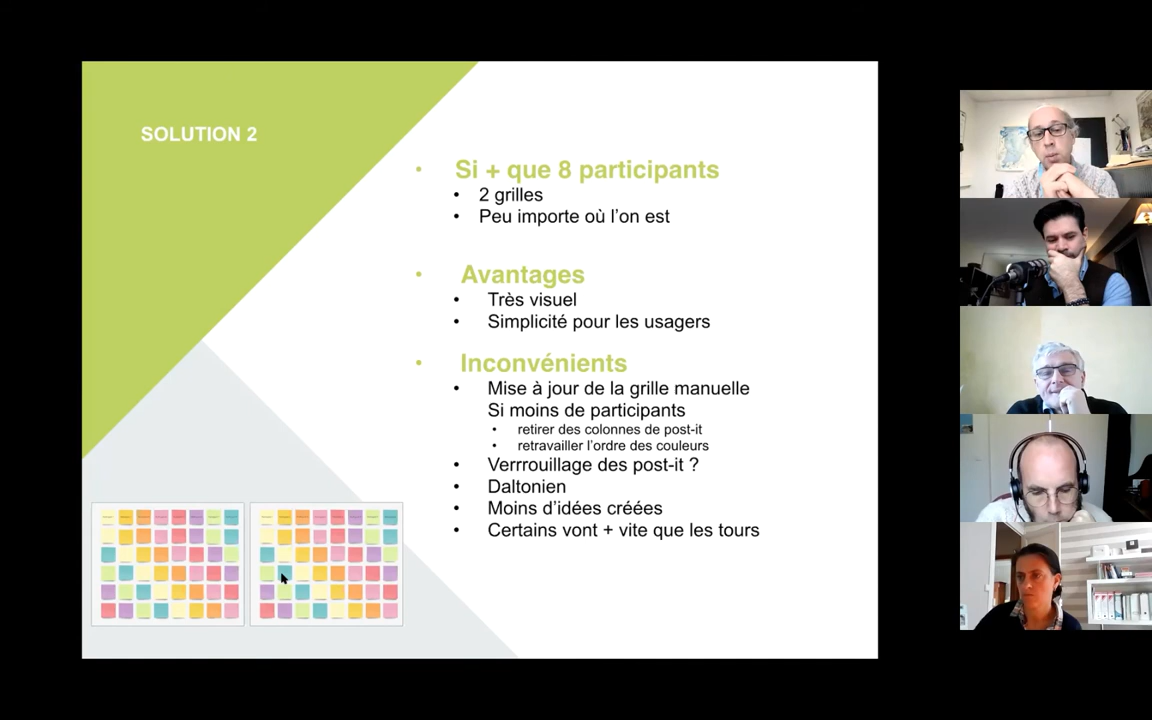 SOLUTION 2
Si + que 8 participants
2 grilles
Peu importe où l'on est
Avantages
Très visuel
Simplicité pour les usagers
Inconvénients
Mise à jour de la grille manuelle
Si moins de participants
retirer des colonnes de post-it
retravailler l'ordre des couleurs
Verrrouillage des post-it ?
Daltonien
Moins d'idées créées
Certains vont + vite que les tours